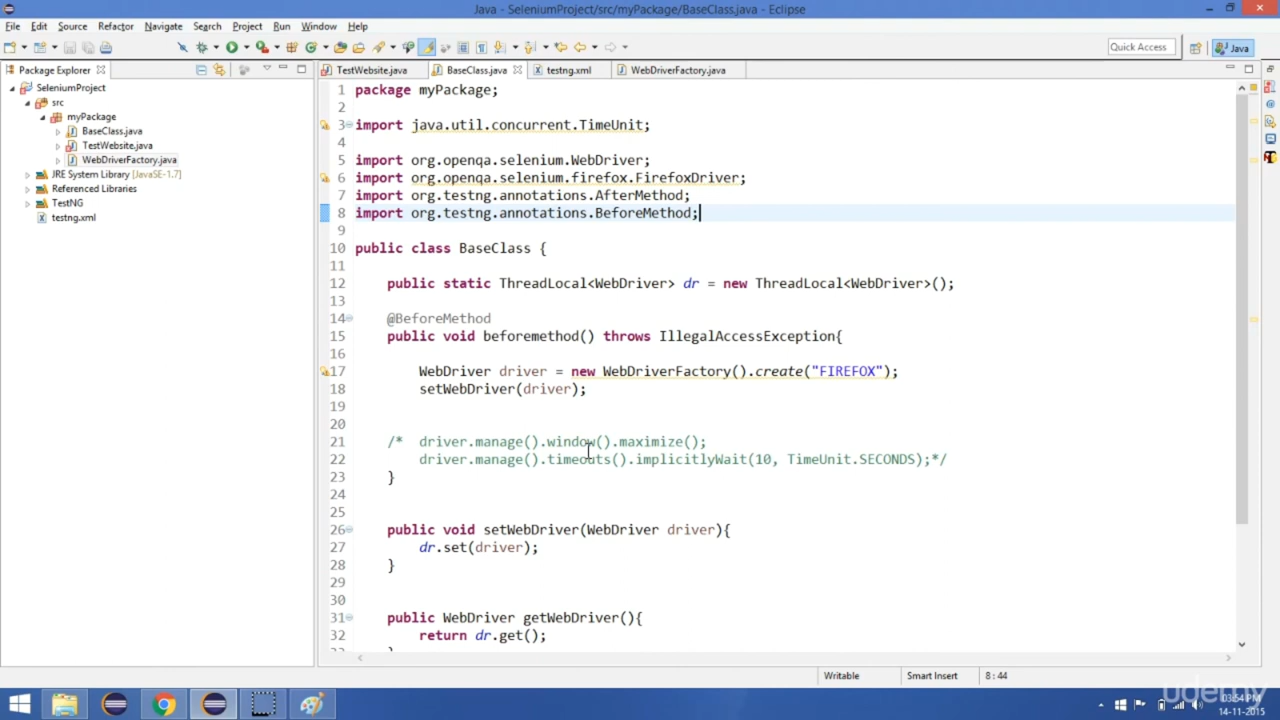 Java - SeleniumProject/src/myPackage/BaseClass.java - Eclipse
File Edit Source Refactor Navigate Search Project Run Window Help
Quick Access
Java
Package Explorer
TestWebsite.java
BaseClass.java
testng.xml
WebDriverFactory.java
SeleniumProject
src
myPackage
BaseClass.java
TestWebsite.java
WebDriverFactory.java
JRE System Library [JavaSE-1.7]
Referenced Libraries
TestNG
testng.xml
1 package myPackage;
2
3 import java.util.concurrent.TimeUnit;
4
5 import org.openqa.selenium.WebDriver;
6 import org.openqa.selenium.firefox.FirefoxDriver;
7 import org.testng.annotations.AfterMethod;
8 import org.testng.annotations.BeforeMethod;
9
10 public class BaseClass {
11
12 public static ThreadLocal<WebDriver> dr = new ThreadLocal<WebDriver>();
13
14 @BeforeMethod
15 public void beforemethod() throws IllegalAccessException{
16
17 WebDriver driver = new WebDriverFactory().create("FIREFOX");
18 setWebDriver(driver);
19
20
21 /* driver.manage().window().maximize();
22 driver.manage().timeouts().implicitlyWait(10, TimeUnit.SECONDS);*/
23 }
24
25
26 public void setWebDriver(WebDriver driver){
27 dr.set(driver);
28 }
29
30
31 public WebDriver getWebDriver(){
32 return dr.get();
Writable
Smart Insert
8 : 44
udemy
03:54 PM
14-11-2015